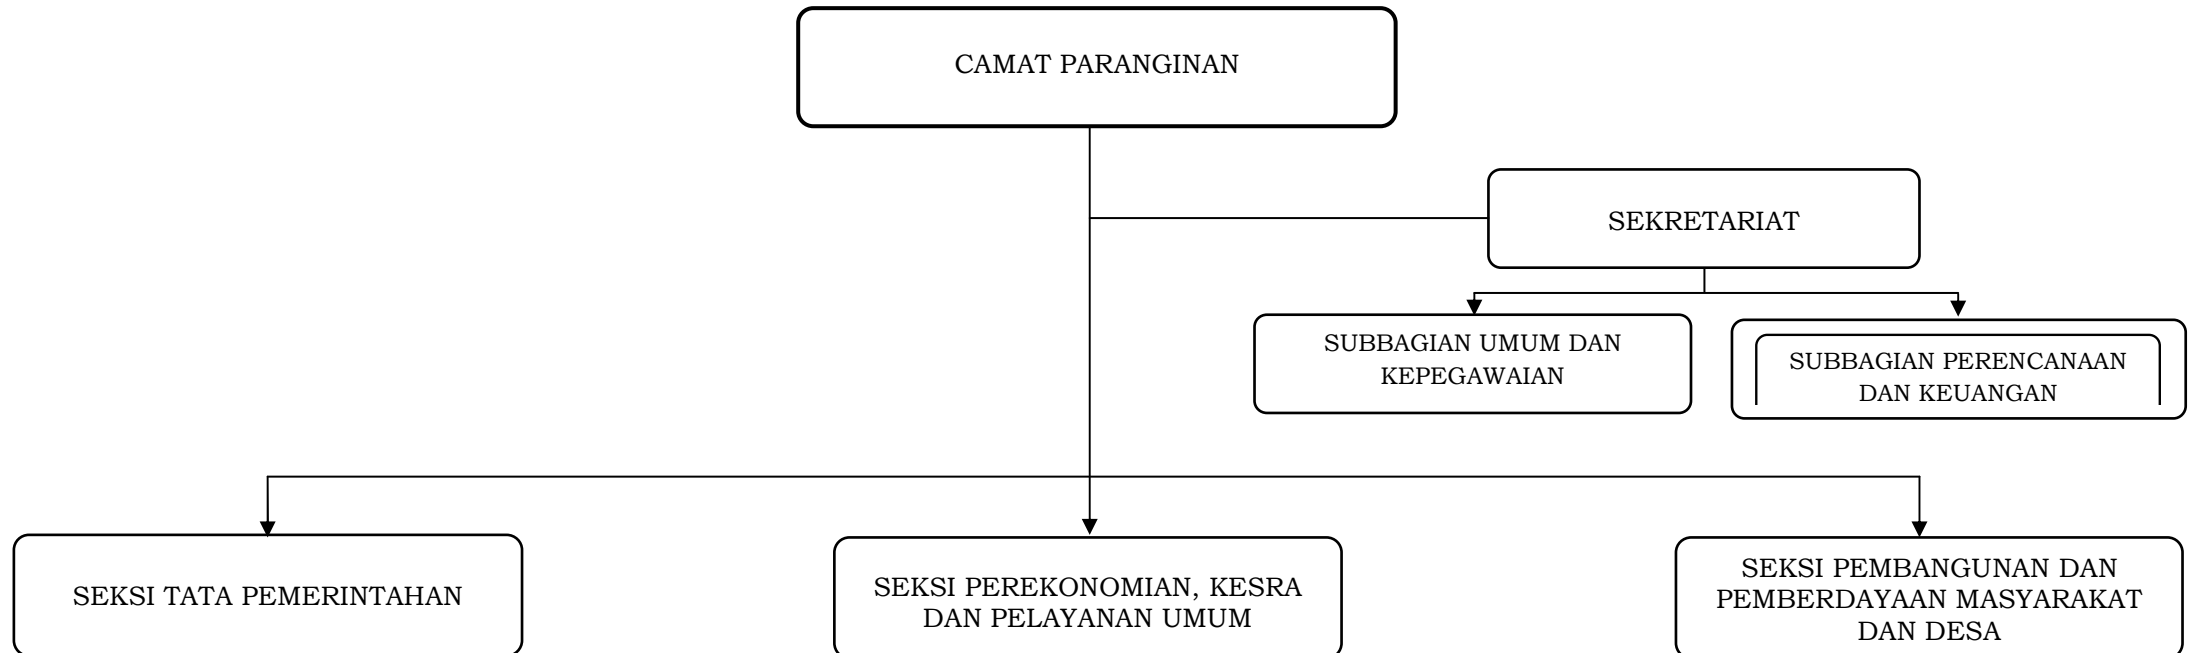 CAMAT PARANGINAN
SEKRETARIAT
SUBBAGIAN UMUM DAN
KEPEGAWAIAN
SUBBAGIAN PERENCANAAN
DAN KEUANGAN
SEKSI TATA PEMERINTAHAN
SEKSI PEREKONOMIAN, KESRA
DAN PELAYANAN UMUM
SEKSI PEMBANGUNAN DAN
PEMBERDAYAAN MASYARAKAT
DAN DESA